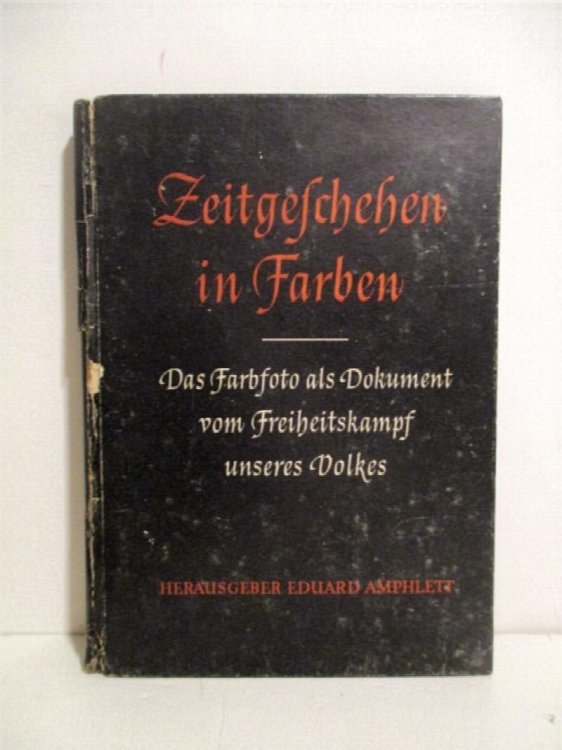 Zeitgeſchehen
in Farben
Das Farbfoto als Dokument
vom Freiheitskampf
unseres Volkes
HERAUSGEBER EDUARD AMPHLETT